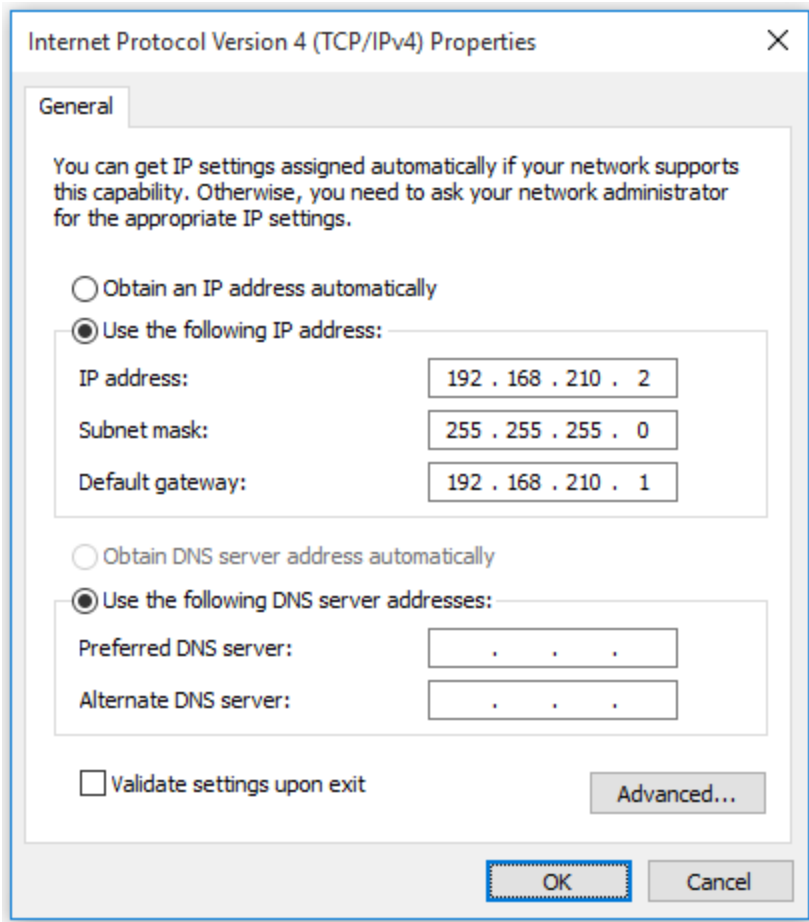 Internet Protocol Version 4 (TCP/IPv4) Properties
General
You can get IP settings assigned automatically if your network supports
this capability. Otherwise, you need to ask your network administrator
for the appropriate IP settings.
Obtain an IP address automatically
Use the following IP address:
IP address: 192 . 168 . 210 . 2
Subnet mask: 255 . 255 . 255 . 0
Default gateway: 192 . 168 . 210 . 1
Obtain DNS server address automatically
Use the following DNS server addresses:
Preferred DNS server: . . .
Alternate DNS server: . . .
Validate settings upon exit
Advanced...
OK Cancel